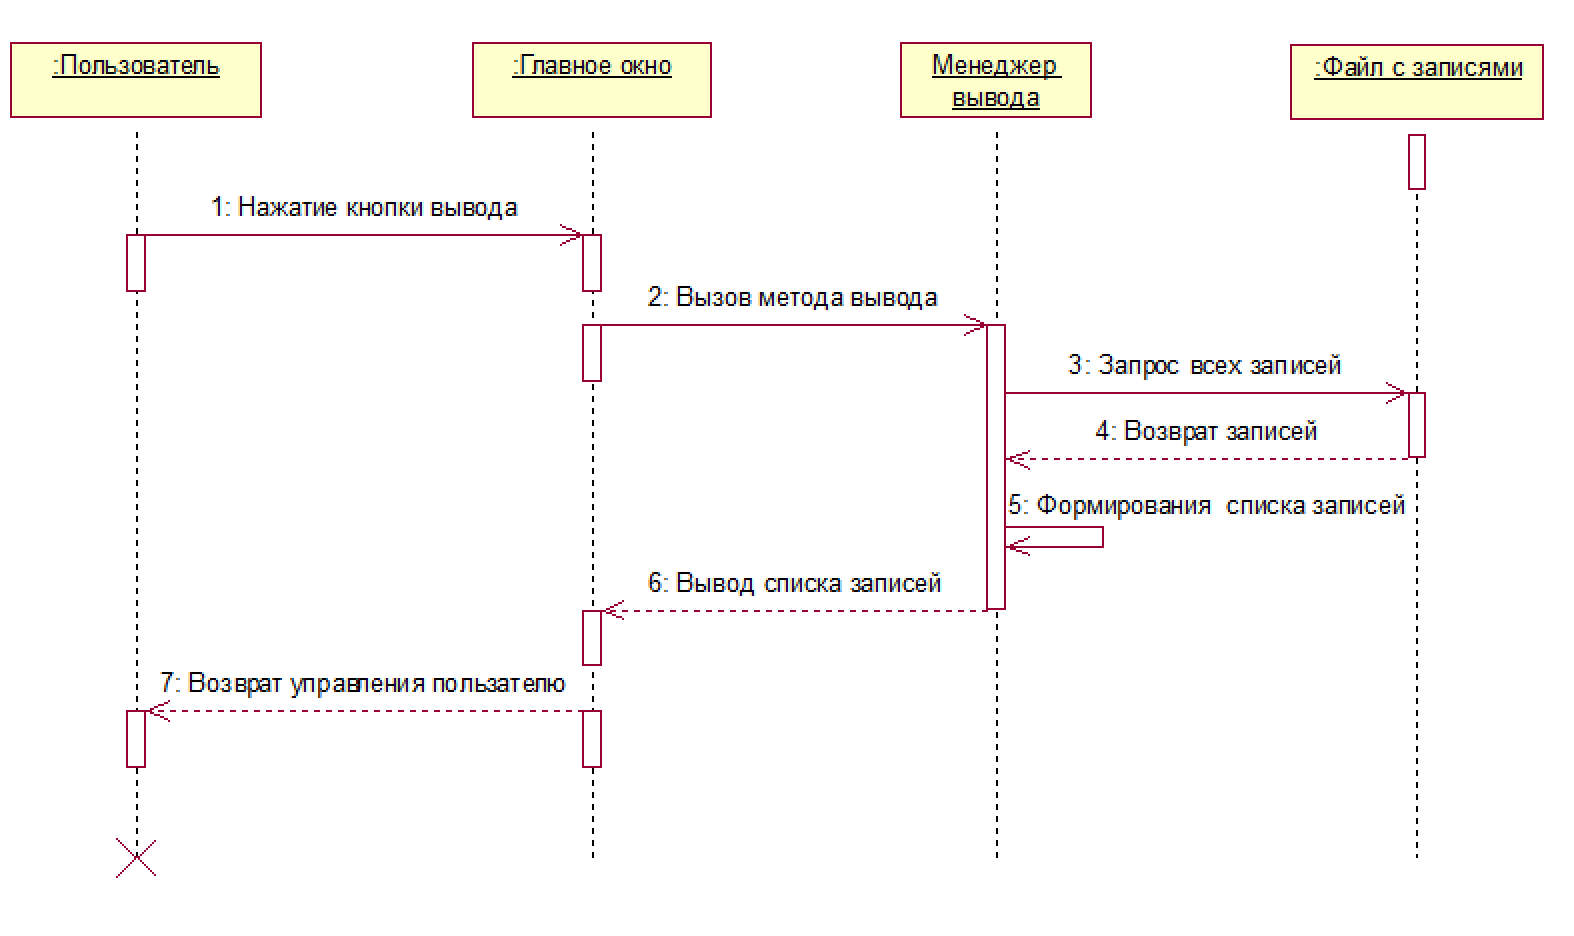 :Пользователь
:Главное окно
Менеджер
вывода
:Файл с записями
1: Нажатие кнопки вывода
2: Вызов метода вывода
3: Запрос всех записей
4: Возврат записей
5: Формирования списка записей
6: Вывод списка записей
7: Возврат управления пользателю